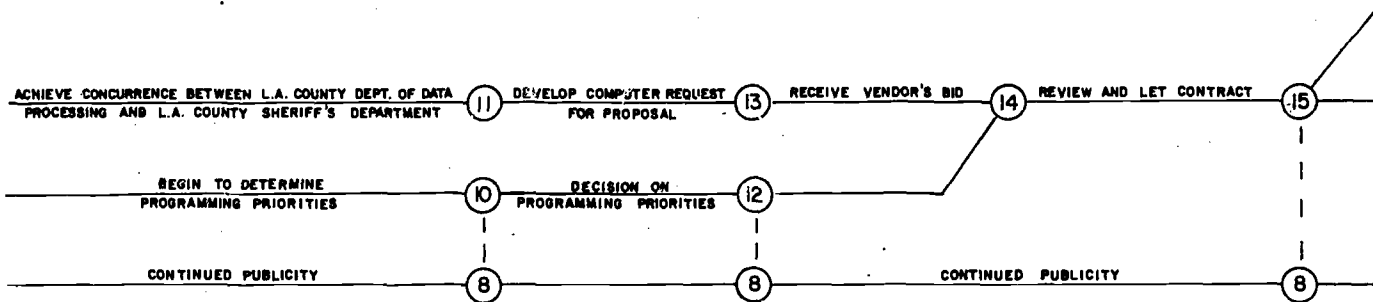 ACHIEVE CONCURRENCE BETWEEN L.A. COUNTY DEPT. OF DATA
PROCESSING AND L.A. COUNTY SHERIFF'S DEPARTMENT
11
DEVELOP COMPUTER REQUEST
FOR PROPOSAL
13
RECEIVE VENDOR'S BID
14
REVIEW AND LET CONTRACT
15
BEGIN TO DETERMINE
PROGRAMMING PRIORITIES
10
DECISION ON
PROGRAMMING PRIORITIES
12
CONTINUED PUBLICITY
8
8
CONTINUED PUBLICITY
8